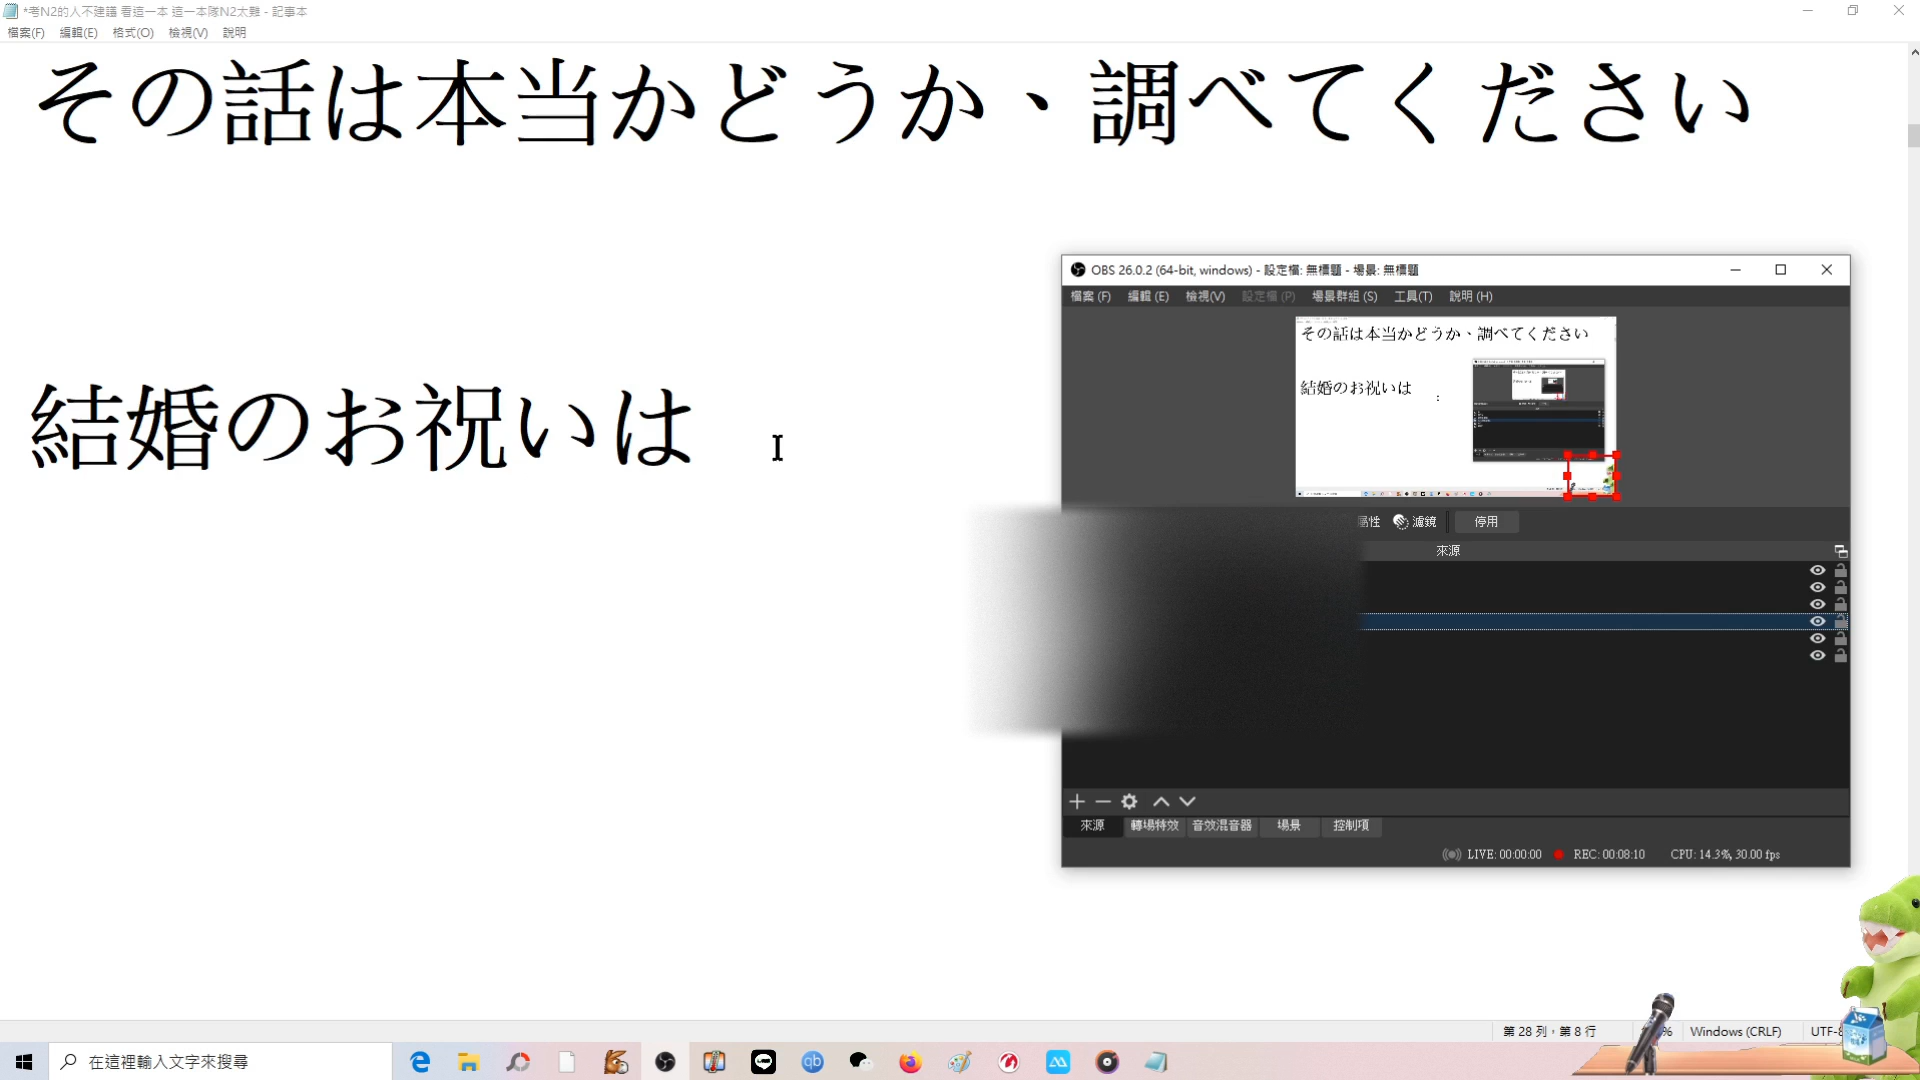 *考N2的人不建議 看這一本 這一本隊N2太難 - 記事本
檔案(F) 編輯(E) 格式(O) 檢視(V) 說明
その話は本当かどうか、調べてください
結婚のお祝いは
OBS 26.0.2 (64-bit, windows) - 設定檔: 無標題 - 場景: 無標題
檔案 (F) 編輯 (E) 檢視(V) 設定檔 (P) 場景群組 (S) 工具(T) 說明 (H)
その話は本当かどうか、調べてください
結婚のお祝いは
屬性 濾鏡 停用
來源
來源 轉場特效 音效混音器 場景 控制項
LIVE: 00:00:00 REC: 00:08:10 CPU: 14.3%, 30.00 fps
第 28 列，第 8 行 % Windows (CRLF) UTF-8
在這裡輸入文字來搜尋